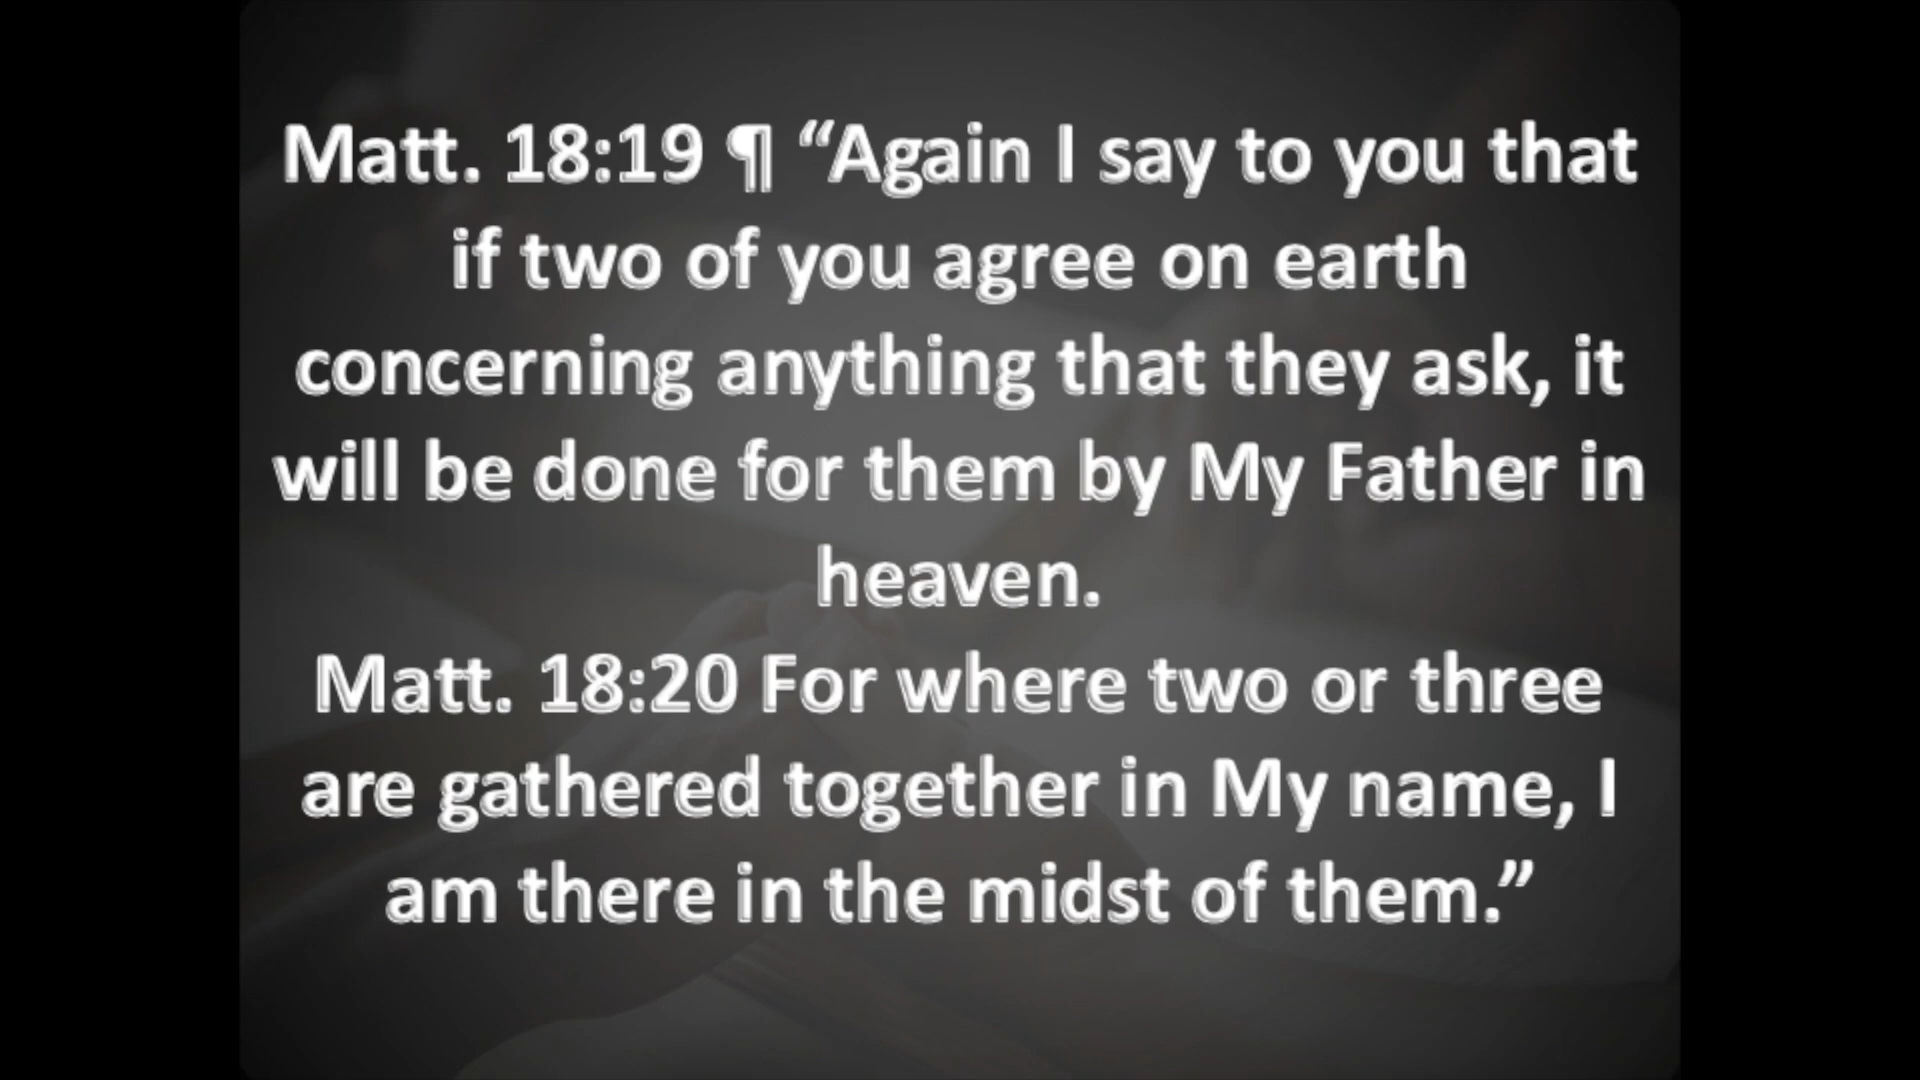 Matt. 18:19 ¶ “Again I say to you that
if two of you agree on earth
concerning anything that they ask, it
will be done for them by My Father in
heaven.
Matt. 18:20 For where two or three
are gathered together in My name, I
am there in the midst of them.”